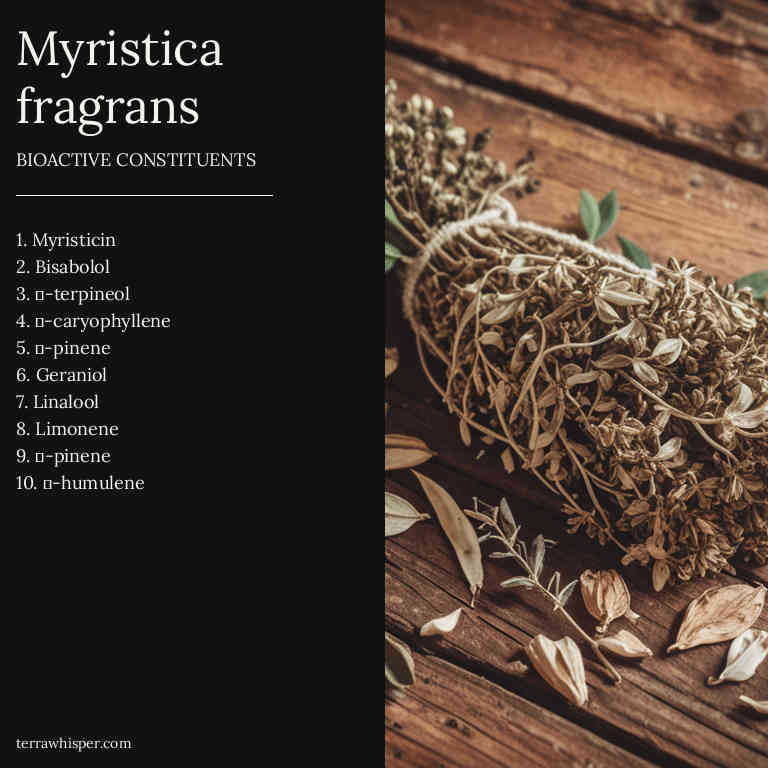 Myristica
fragrans
BIOACTIVE CONSTITUENTS
1. Myristicin
2. Bisabolol
3. □-terpineol
4. □-caryophyllene
5. □-pinene
6. Geraniol
7. Linalool
8. Limonene
9. □-pinene
10. □-humulene
terrawhisper.com